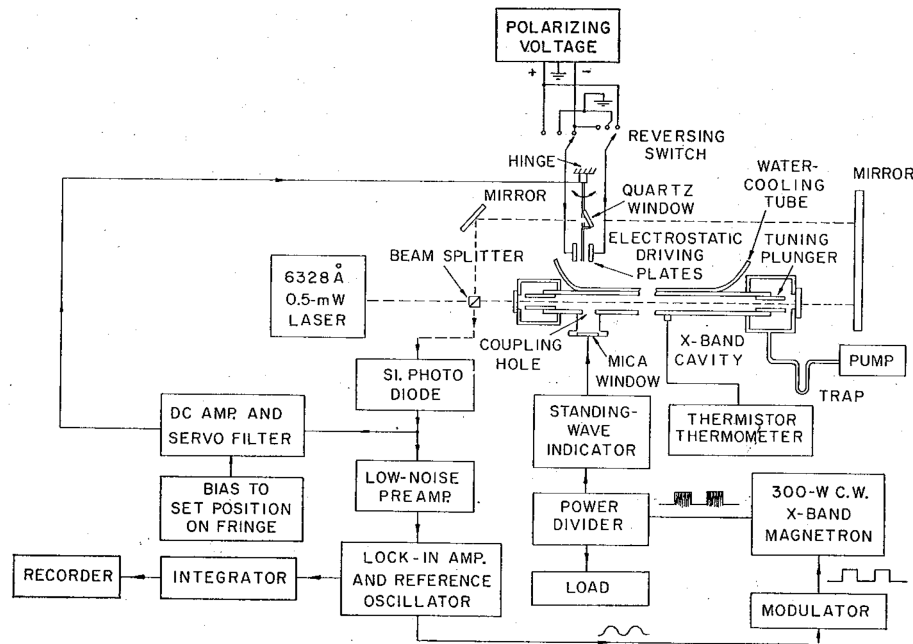 POLARIZING
VOLTAGE
+
-
REVERSING
SWITCH
HINGE
WATER-
COOLING
TUBE
MIRROR
MIRROR
QUARTZ
WINDOW
ELECTROSTATIC
DRIVING
PLATES
TUNING
PLUNGER
BEAM SPLITTER
6328 Å
0.5-mW
LASER
COUPLING
HOLE
MICA
WINDOW
X-BAND
CAVITY
PUMP
TRAP
SI. PHOTO
DIODE
STANDING-
WAVE
INDICATOR
THERMISTOR
THERMOMETER
DC AMP. AND
SERVO FILTER
LOW-NOISE
PREAMP.
BIAS TO
SET POSITION
ON FRINGE
POWER
DIVIDER
300-W C.W.
X-BAND
MAGNETRON
RECORDER
INTEGRATOR
LOCK-IN AMP.
AND REFERENCE
OSCILLATOR
LOAD
MODULATOR